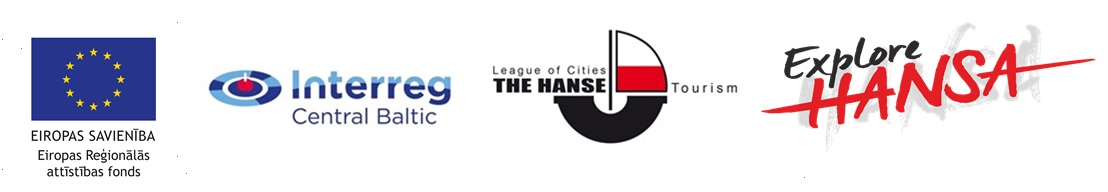 EIROPAS SAVIENĪBA
Eiropas Reģionālās
attīstības fonds
Interreg
Central Baltic
League of Cities
THE HANSE
Tourism
Explore
HANSA